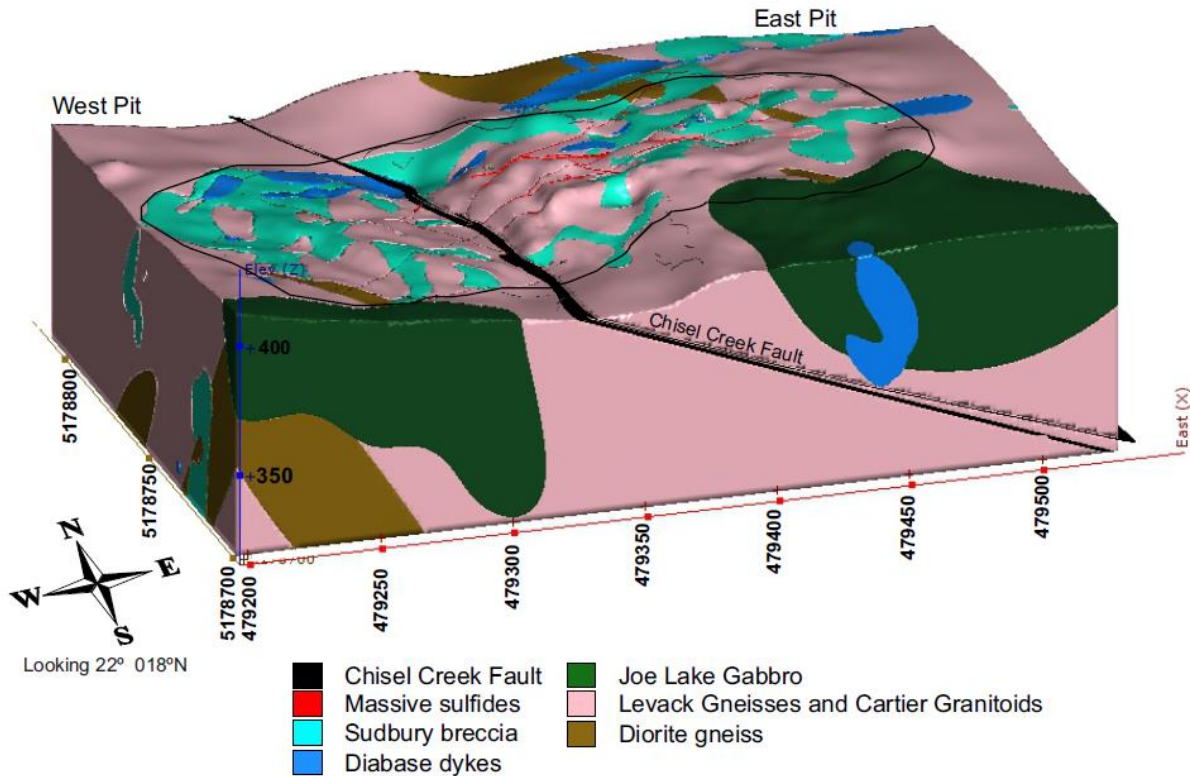 East Pit
West Pit
Elev (Z)
+400
+350
Chisel Creek Fault
East (X)
5178800
5178750
5178700
479200
479250
479300
479350
479400
479450
479500
N
W E
S
Looking 22º 018ºN
Chisel Creek Fault
Massive sulfides
Sudbury breccia
Diabase dykes
Joe Lake Gabbro
Levack Gneisses and Cartier Granitoids
Diorite gneiss